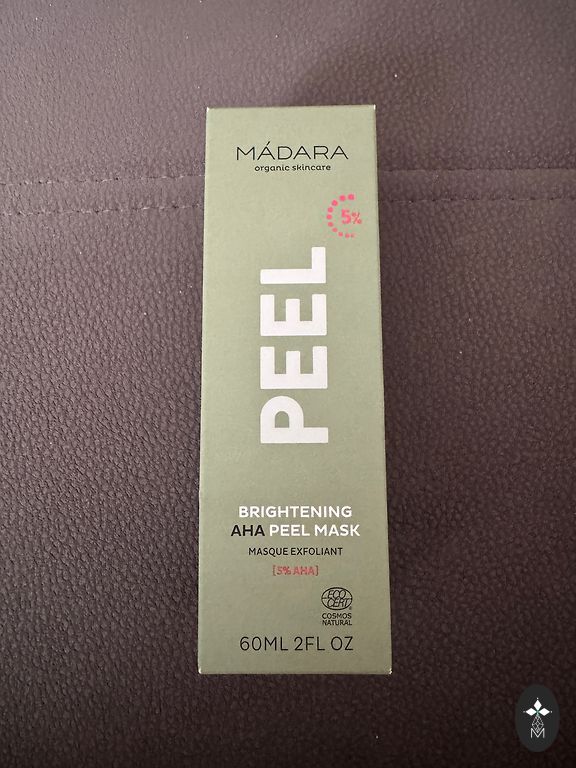 MÁDARA
organic skincare
5%
PEEL
BRIGHTENING
AHA PEEL MASK
MASQUE EXFOLIANT
[5% AHA]
ECO
CERT
COSMOS
NATURAL
60ML 2FL OZ
M